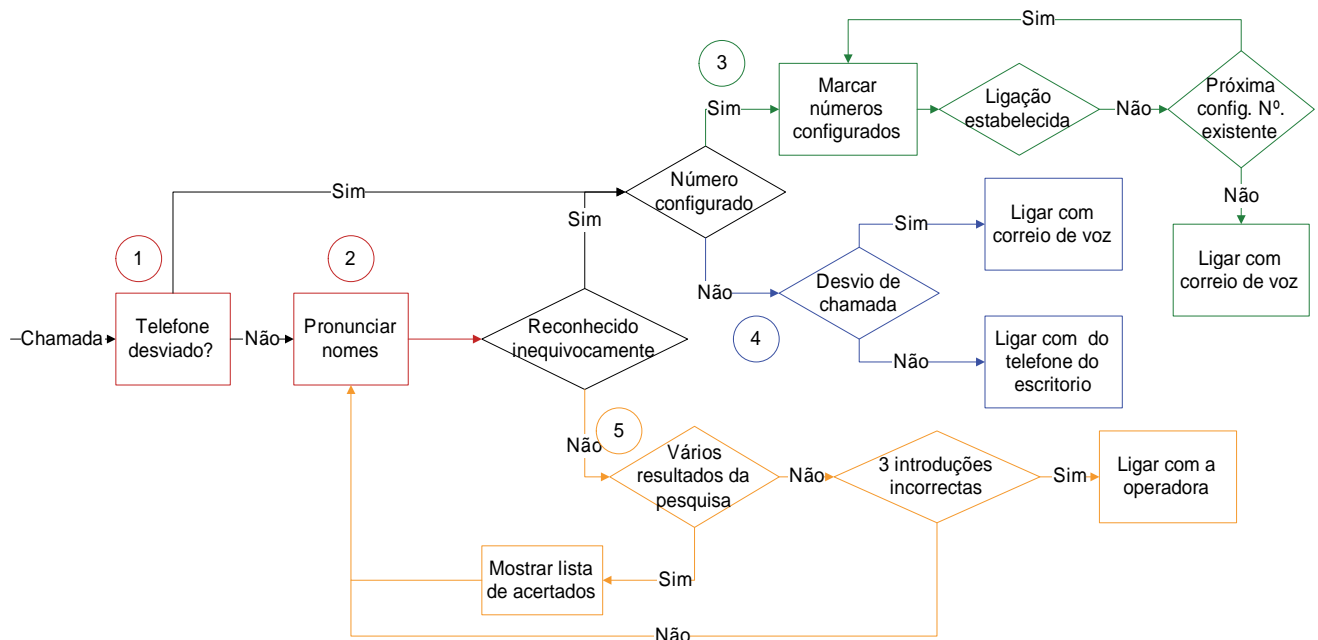 Sim
3
Marcar
números
configurados
Ligação
estabelecida
Não
Próxima
config. Nº.
existente
Sim
Sim
Número
configurado
Não
Sim
Ligar com
correio de voz
Ligar com
correio de voz
Sim
1
2
Não
Desvio de
chamada
Chamada
Telefone
desviado?
Não
Pronunciar
nomes
Reconhecido
inequivocamente
4
Não
Ligar com  do
telefone do
escritorio
5
Não
Vários
resultados da
pesquisa
Não
3 introduções
incorrectas
Sim
Ligar com a
operadora
Mostrar lista
de acertados
Sim
Não